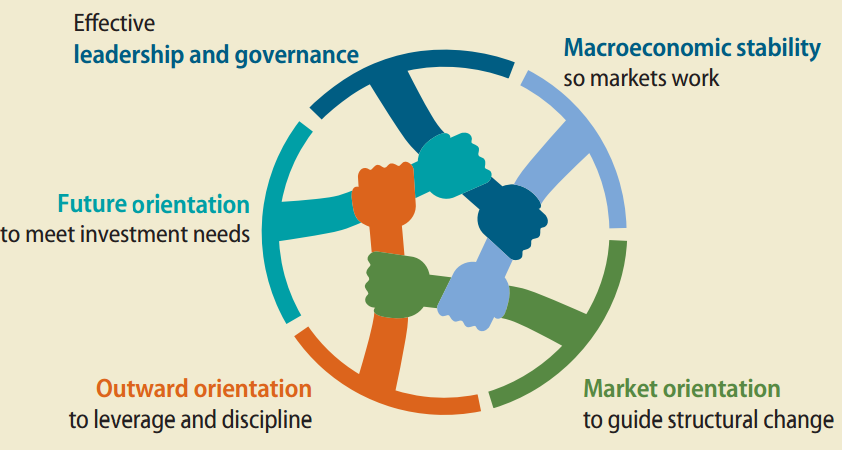 Effective
leadership and governance
Macroeconomic stability
so markets work
Future orientation
to meet investment needs
Outward orientation
to leverage and discipline
Market orientation
to guide structural change